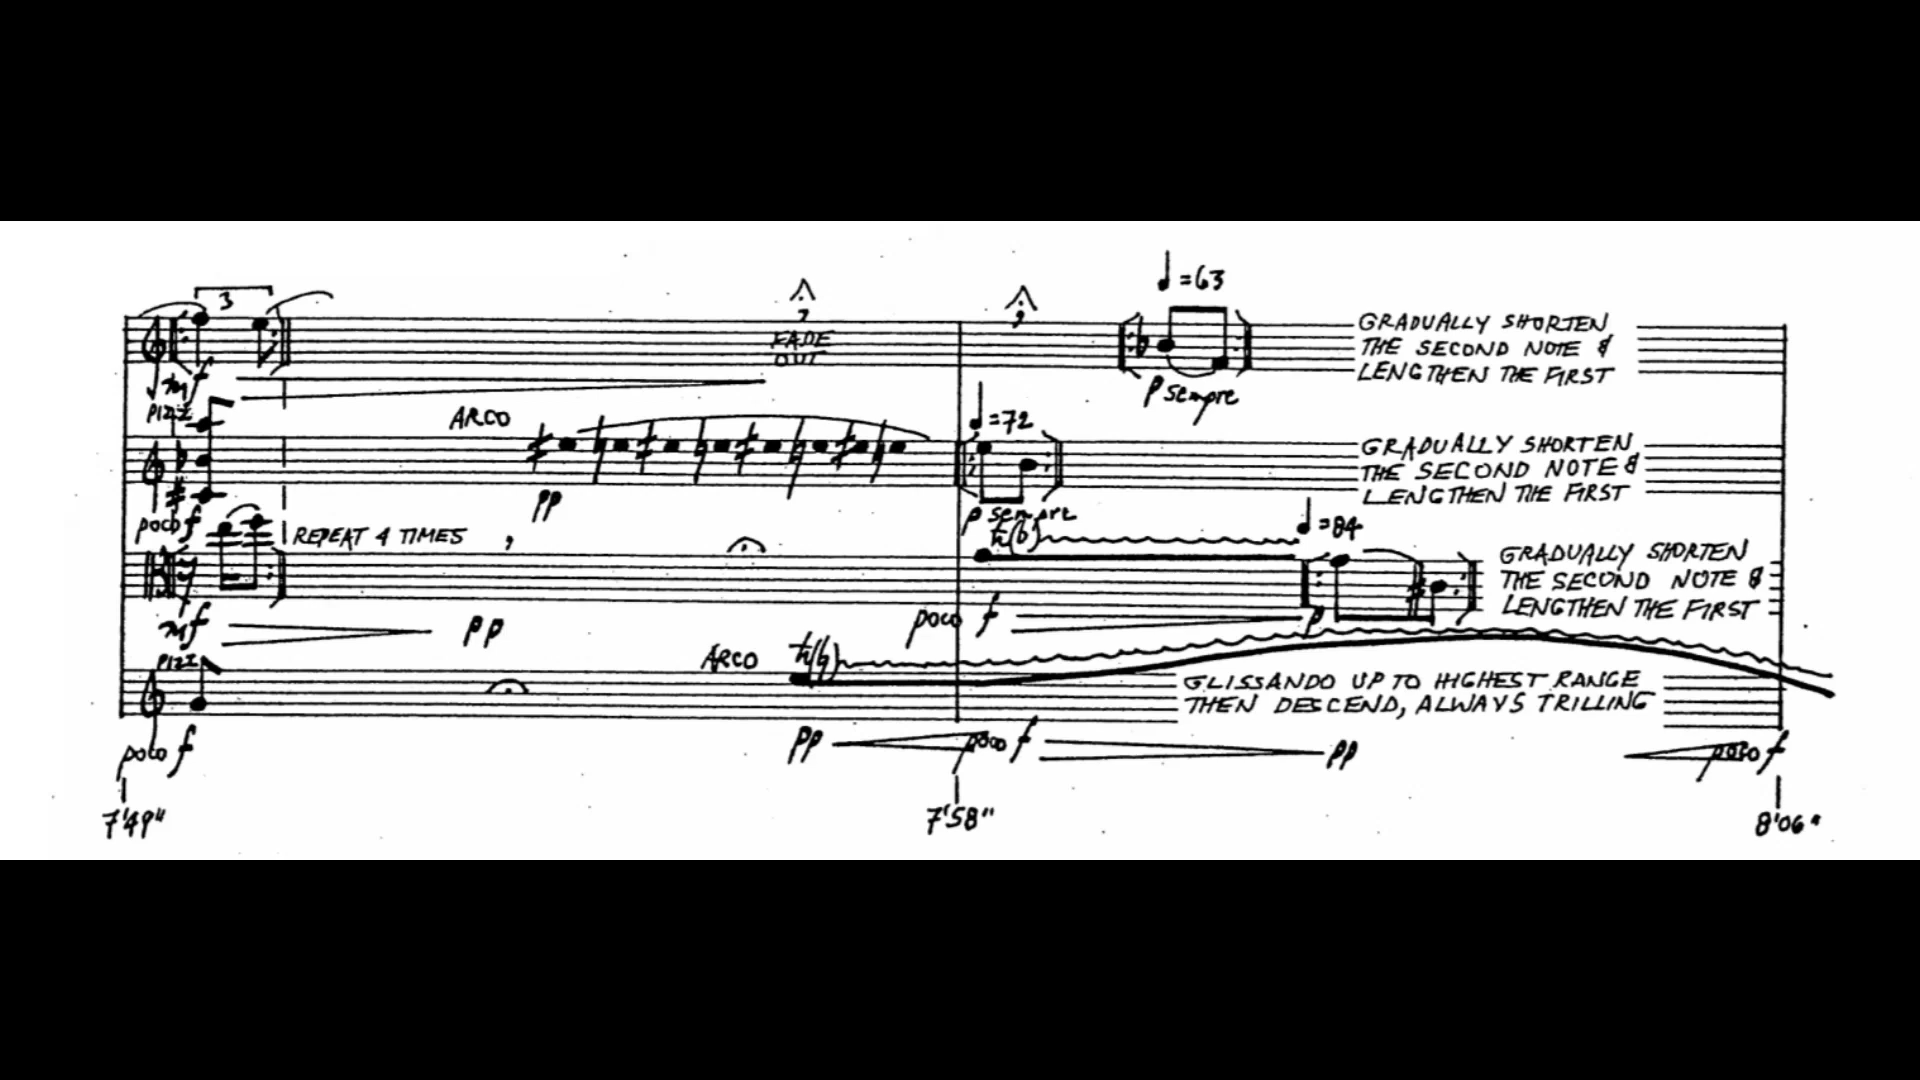 3
♩=63
FADE
OUT
GRADUALLY SHORTEN
THE SECOND NOTE &
LENGTHEN THE FIRST
mf
p sempre
PIZZ
ARCO
♩=72
GRADUALLY SHORTEN
THE SECOND NOTE &
LENGTHEN THE FIRST
pp
poco f
p sempre
REPEAT 4 TIMES
tr(♭)
♩=84
GRADUALLY SHORTEN
THE SECOND NOTE &
LENGTHEN THE FIRST
mf
pp
poco f
p
PIZZ
ARCO
tr(♮)
GLISSANDO UP TO HIGHEST RANGE
THEN DESCEND, ALWAYS TRILLING
poco f
pp
poco f
pp
poco f
7'49"
7'58"
8'06"